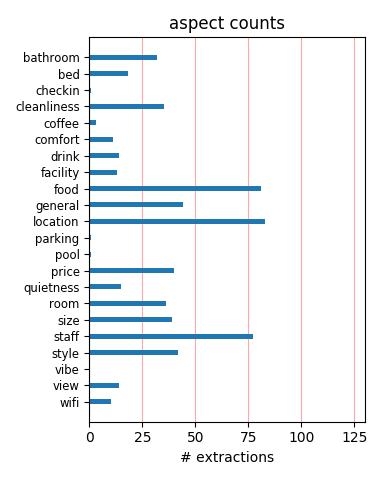 aspect counts
bathroom
bed
checkin
cleanliness
coffee
comfort
drink
facility
food
general
location
parking
pool
price
quietness
room
size
staff
style
vibe
view
wifi
0 25 50 75 100 125
# extractions